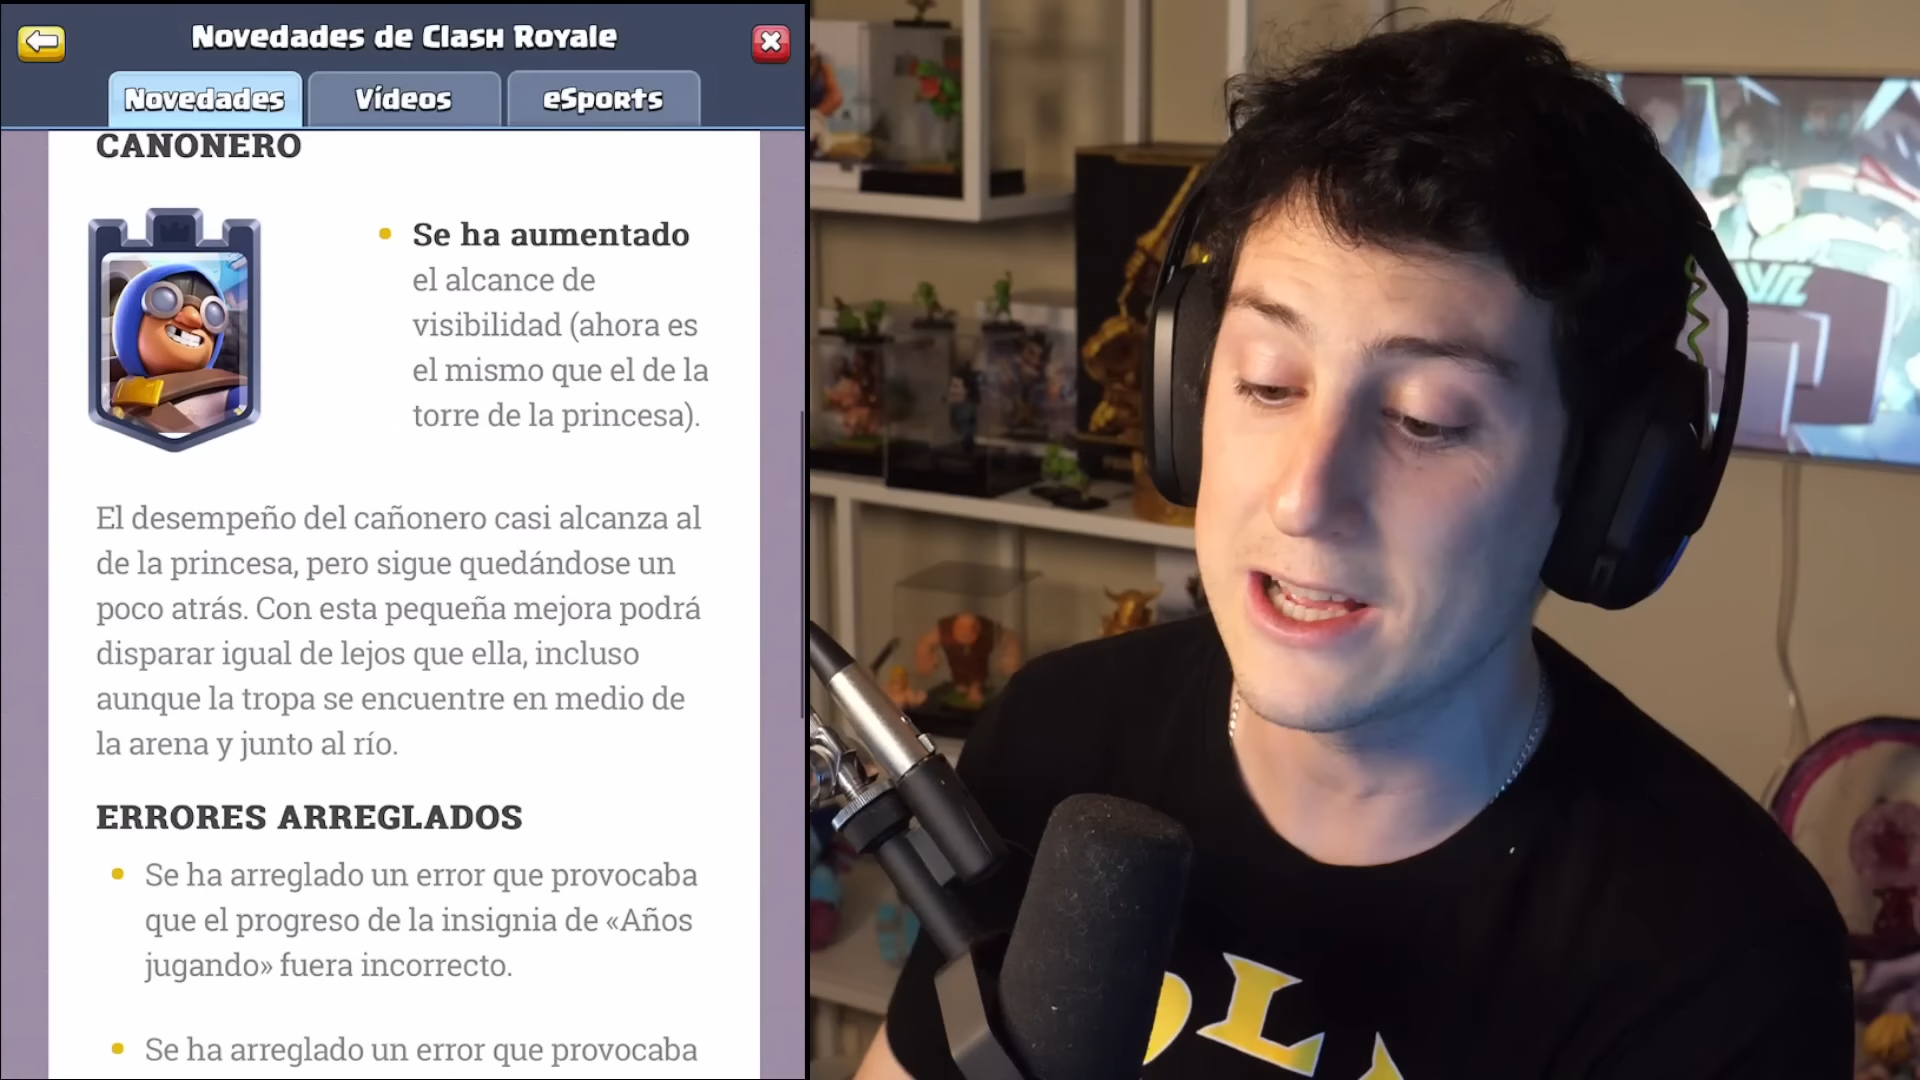 Novedades de Clash Royale
Novedades
Vídeos
eSports
CAÑONERO
Se ha aumentado
el alcance de
visibilidad (ahora es
el mismo que el de la
torre de la princesa).
El desempeño del cañonero casi alcanza al
de la princesa, pero sigue quedándose un
poco atrás. Con esta pequeña mejora podrá
disparar igual de lejos que ella, incluso
aunque la tropa se encuentre en medio de
la arena y junto al río.
ERRORES ARREGLADOS
Se ha arreglado un error que provocaba
que el progreso de la insignia de «Años
jugando» fuera incorrecto.
Se ha arreglado un error que provocaba